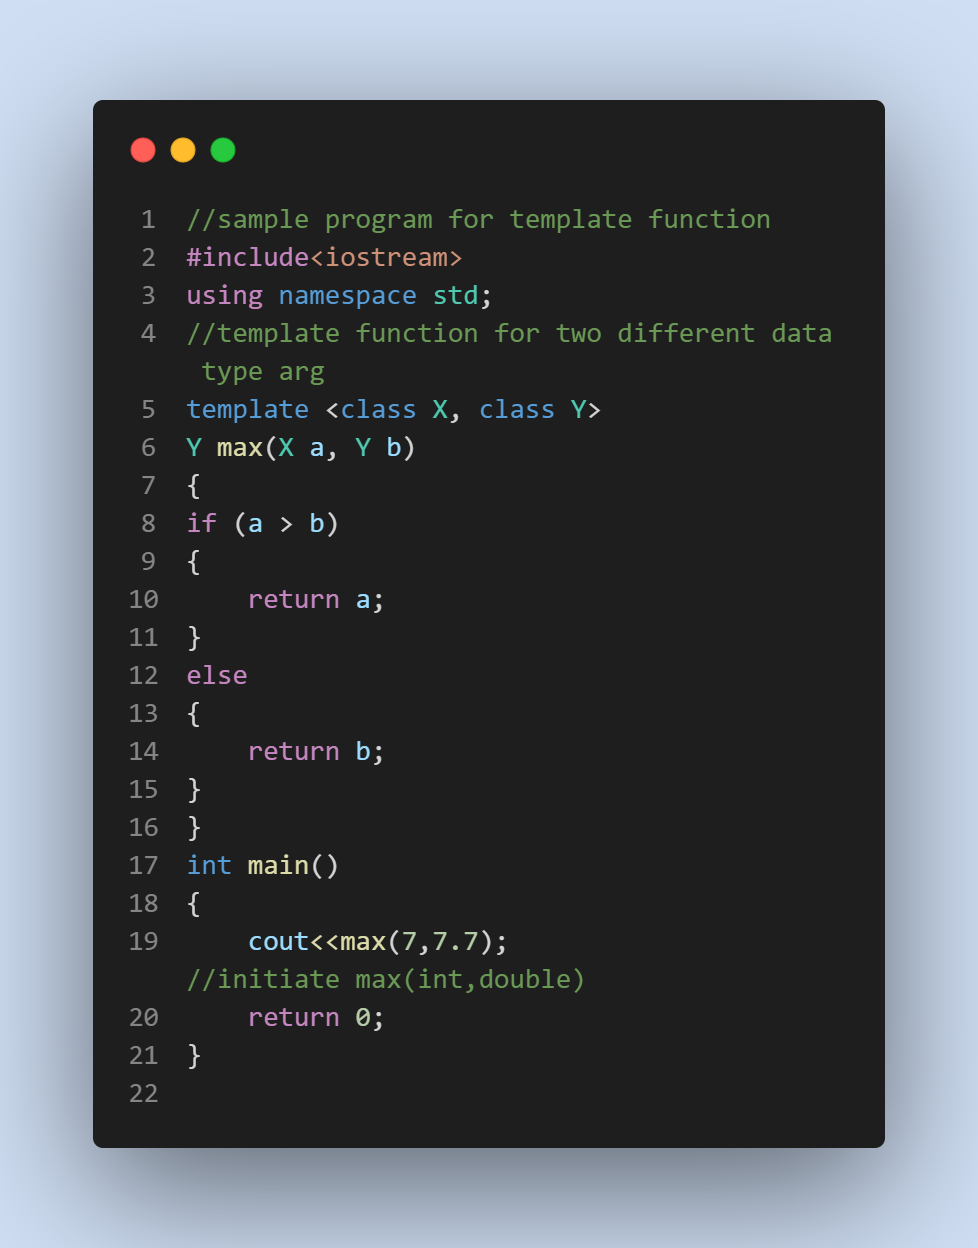 1 //sample program for template function
2 #include<iostream>
3 using namespace std;
4 //template function for two different data
type arg
5 template <class X, class Y>
6 Y max(X a, Y b)
7 {
8 if (a > b)
9 {
10     return a;
11 }
12 else
13 {
14     return b;
15 }
16 }
17 int main()
18 {
19     cout<<max(7,7.7);
//initiate max(int,double)
20     return 0;
21 }
22